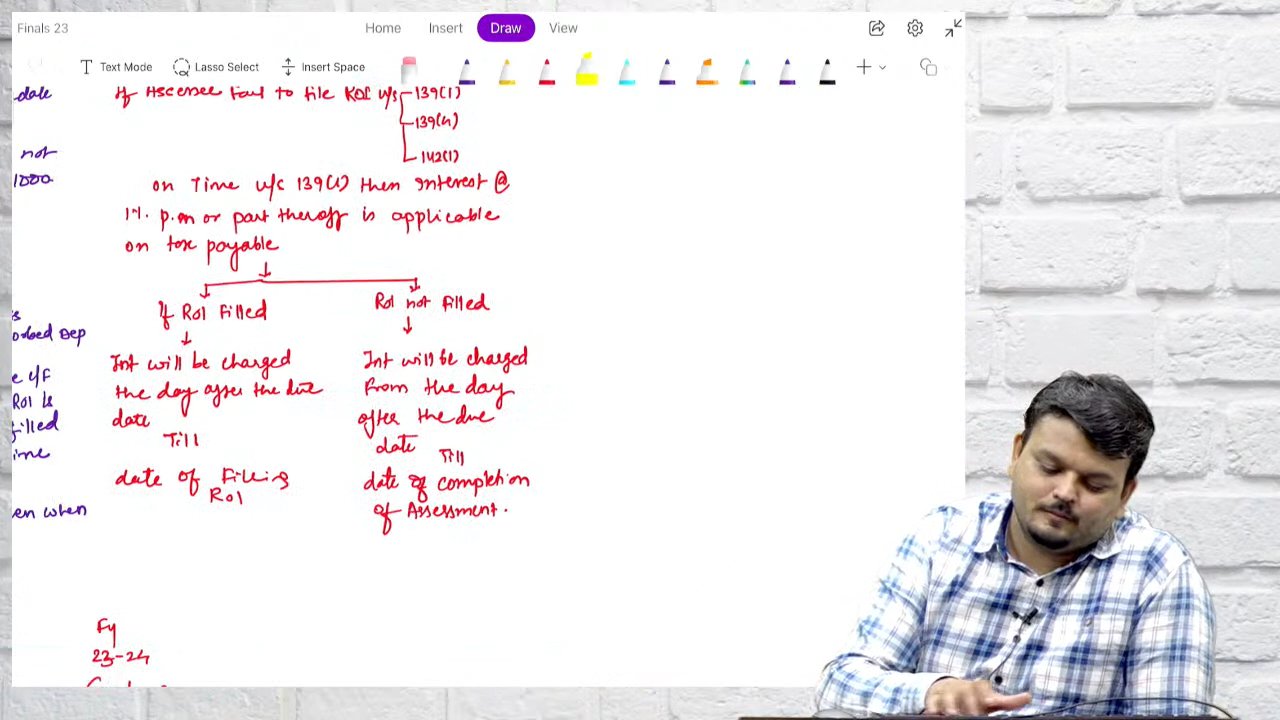 Finals 23
Home Insert Draw View
Text Mode Lasso Select Insert Space
date
not
1000
If Assessee Fail to file ROI u/s 139(1)
139(4)
142(1)
on Time u/s 139(1) then interest @
1%. p.m or part theroff is applicable
on tax payable
If RoI Filled
Int will be charged
the day after the due
date
Till
date of Filing
RoI
RoI not filled
Int will be charged
From the day
after the due
date
Till
date of completion
of Assessment.
e c/F
RoI is
filled
en when
Fy
23-24